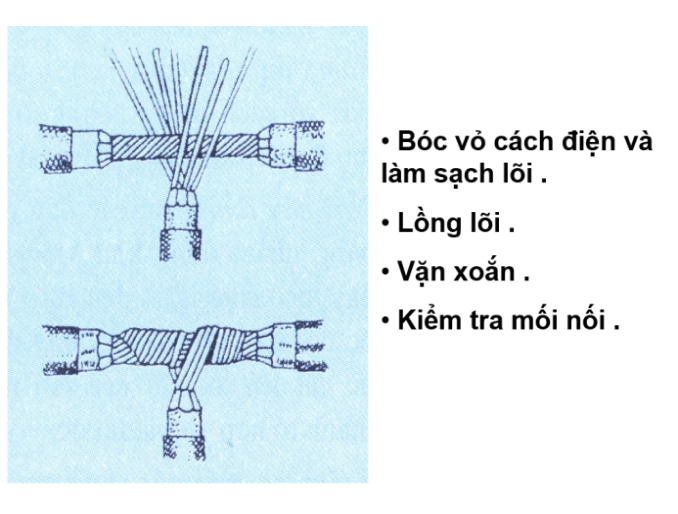 • Bóc vỏ cách điện và
làm sạch lõi .
• Lồng lõi .
• Vặn xoắn .
• Kiểm tra mối nối .